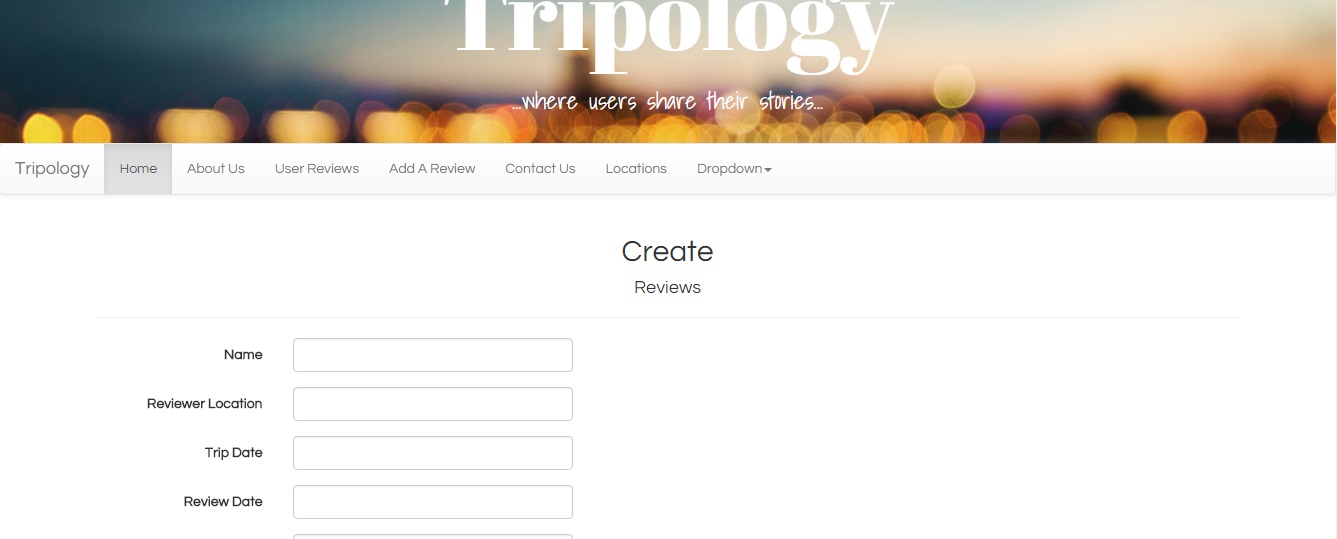 Tripology
...where users share their stories...
Tripology Home About Us User Reviews Add A Review Contact Us Locations Dropdown
Create
Reviews
Name
Reviewer Location
Trip Date
Review Date